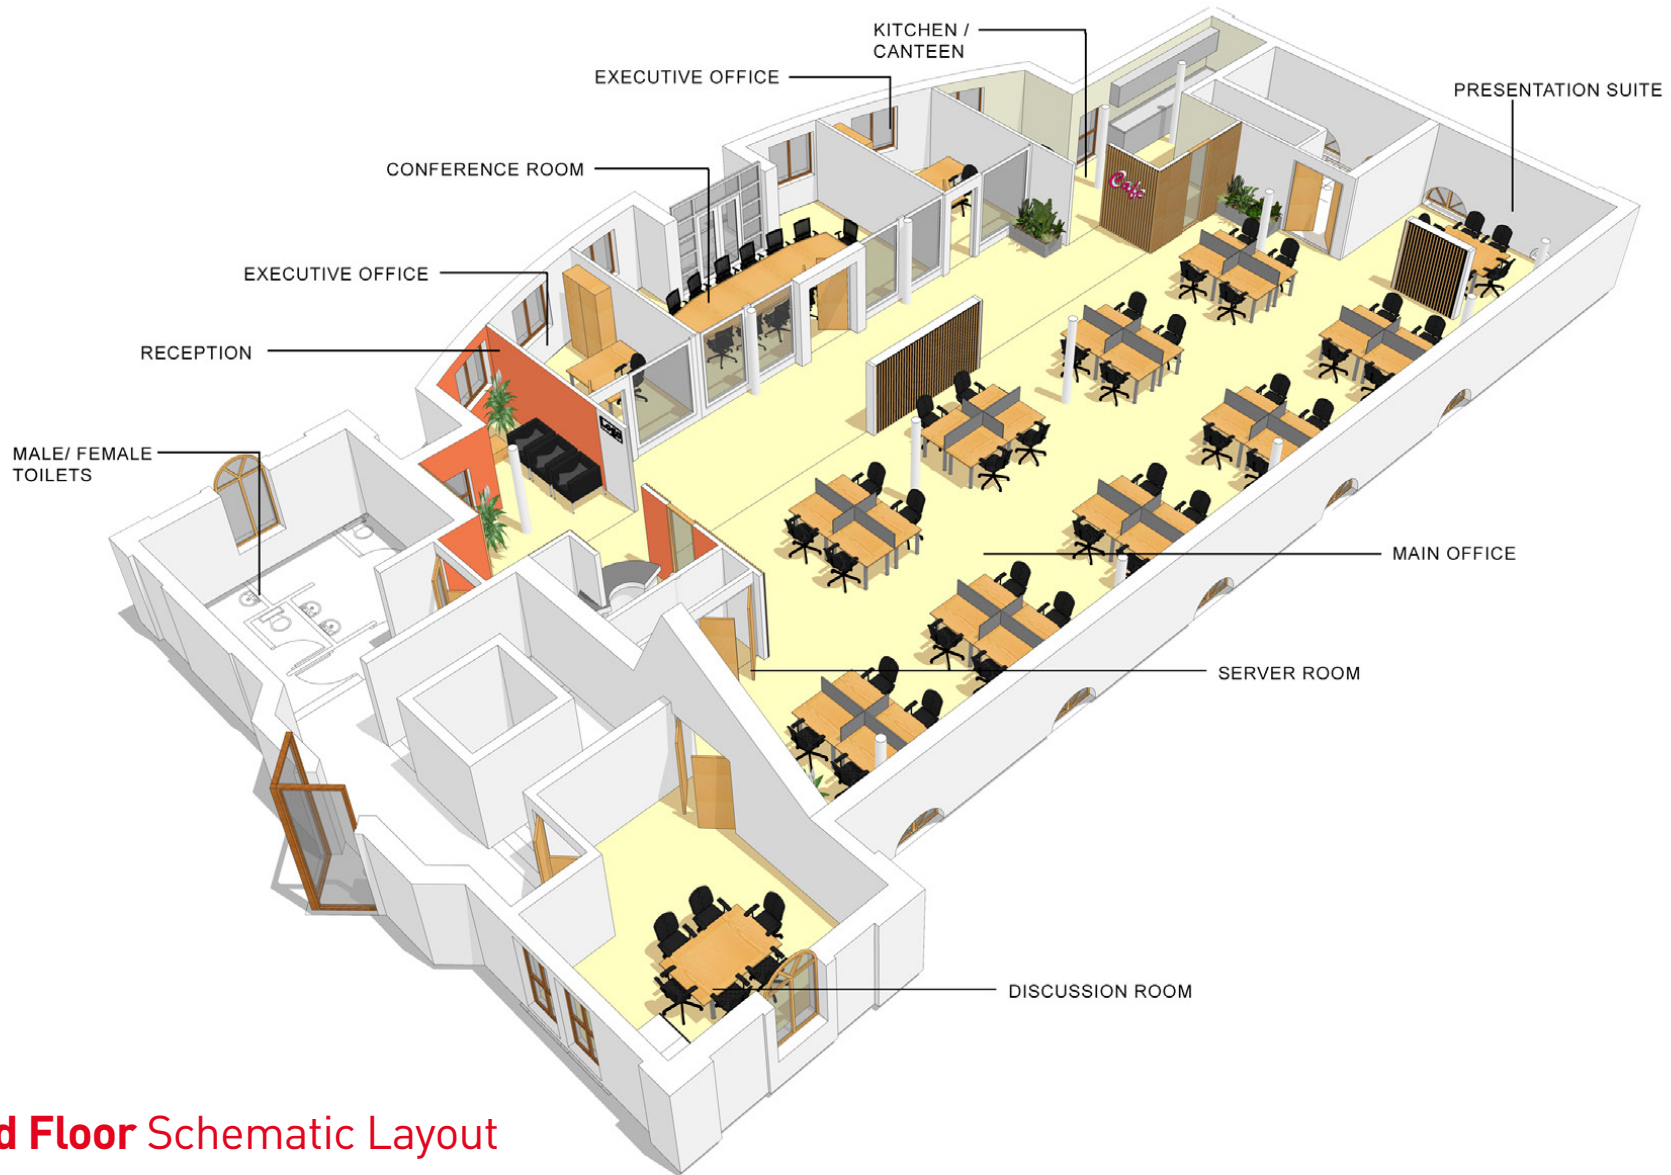 KITCHEN /
CANTEEN
EXECUTIVE OFFICE
PRESENTATION SUITE
CONFERENCE ROOM
Cafe
EXECUTIVE OFFICE
RECEPTION
MALE/ FEMALE
TOILETS
MAIN OFFICE
SERVER ROOM
DISCUSSION ROOM
d Floor Schematic Layout